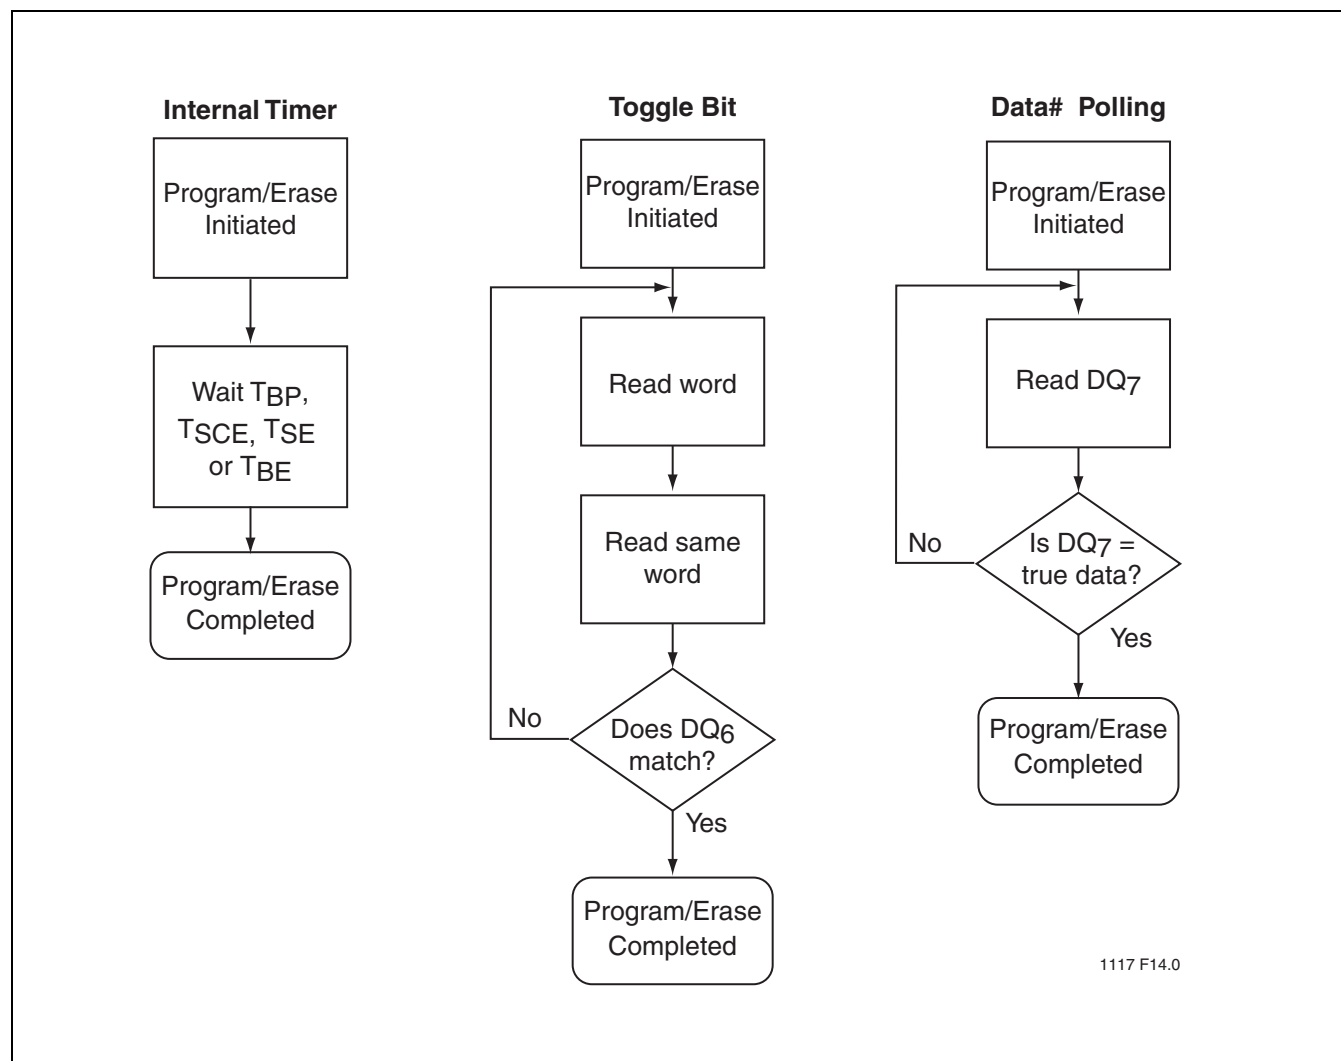 Internal Timer
Program/Erase
Initiated
Wait TBP,
TSCE, TSE
or TBE
Program/Erase
Completed
Toggle Bit
Program/Erase
Initiated
Read word
Read same
word
Does DQ6
match?
No
Yes
Program/Erase
Completed
Data# Polling
Program/Erase
Initiated
Read DQ7
Is DQ7 =
true data?
No
Yes
Program/Erase
Completed
1117 F14.0